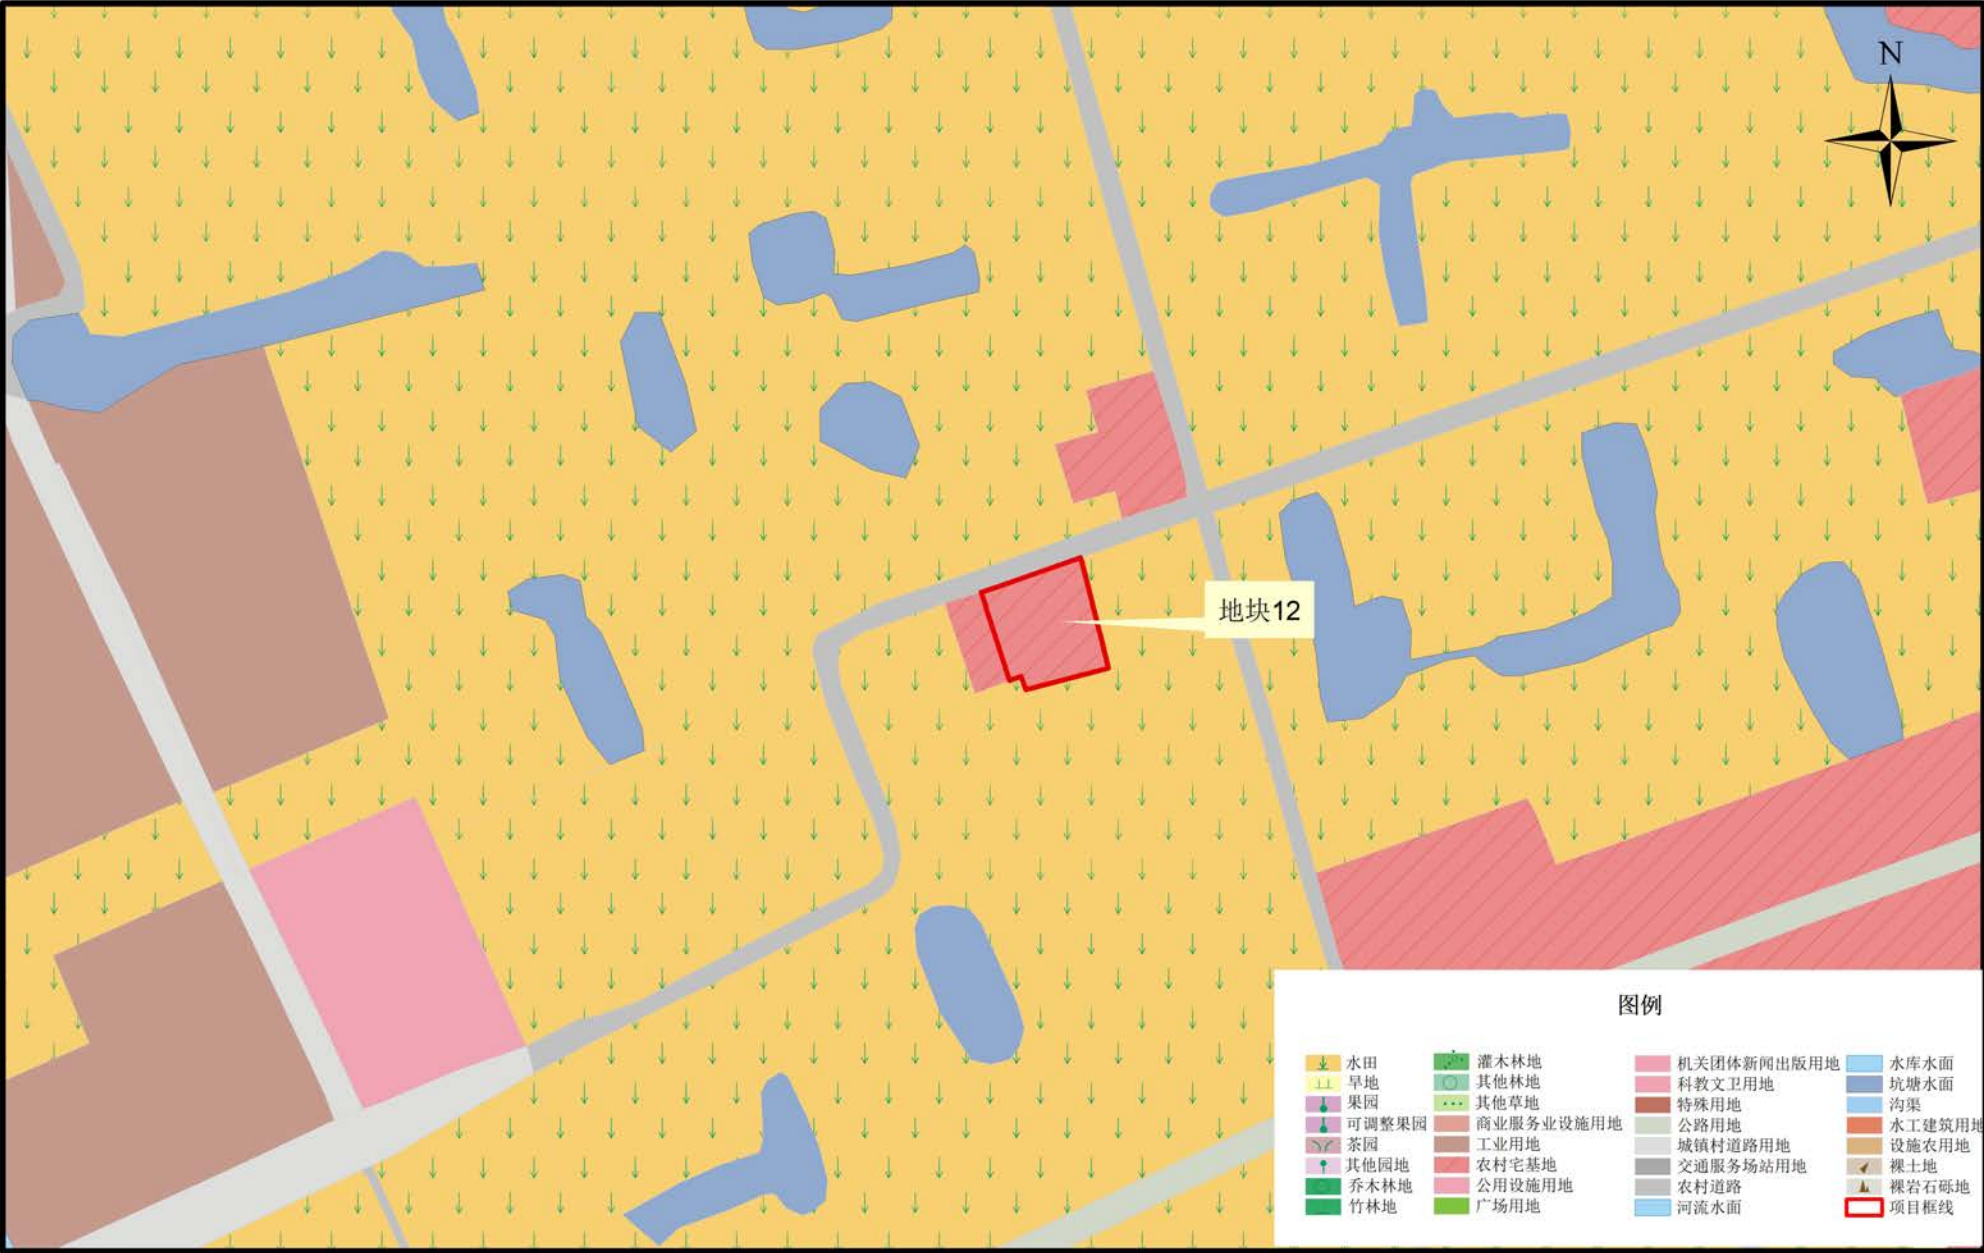 N
地块12
图例
水田
旱地
果园
可调整果园
茶园
其他园地
乔木林地
竹林地
灌木林地
其他林地
其他草地
商业服务业设施用地
工业用地
农村宅基地
公用设施用地
广场用地
机关团体新闻出版用地
科教文卫用地
特殊用地
公路用地
城镇村道路用地
交通服务场站用地
农村道路
河流水面
水库水面
坑塘水面
沟渠
水工建筑用地
设施农用地
裸土地
裸岩石砾地
项目框线